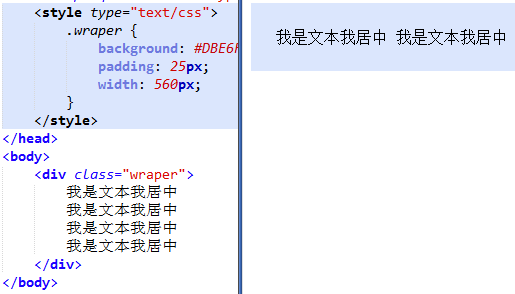 <style type="text/css">
.wraper {
background: #DBE6F
padding: 25px;
width: 560px;
}
</style>
</head>
<body>
<div class="wraper">
我是文本我居中
我是文本我居中
我是文本我居中
我是文本我居中
</div>
</body>
我是文本我居中 我是文本我居中